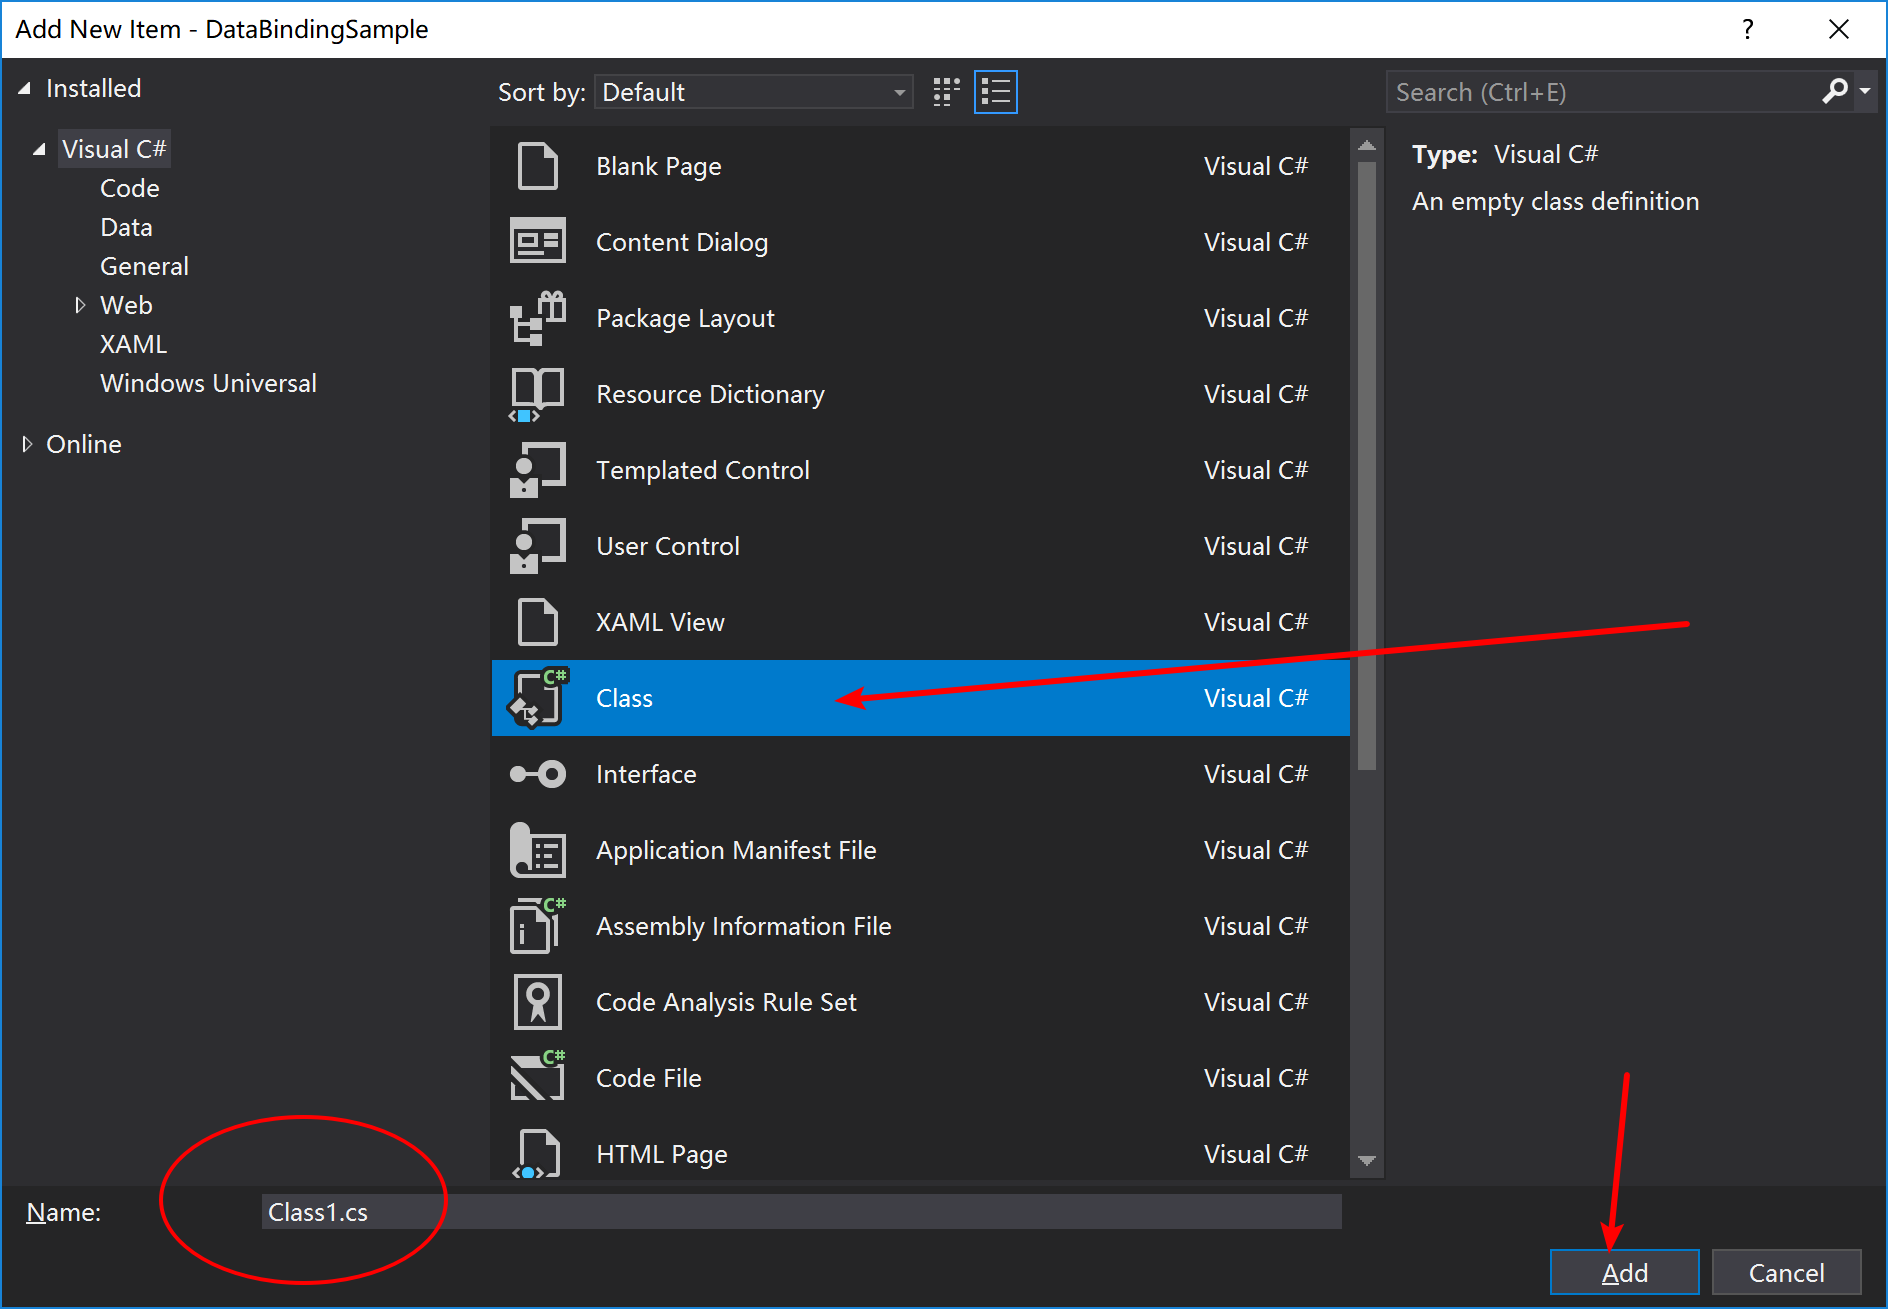 Add New Item - DataBindingSample
?
Installed
Visual C#
Code
Data
General
Web
XAML
Windows Universal
Online
Sort by: Default
Blank Page Visual C#
Content Dialog Visual C#
Package Layout Visual C#
Resource Dictionary Visual C#
Templated Control Visual C#
User Control Visual C#
XAML View Visual C#
C#
Class Visual C#
Interface Visual C#
Application Manifest File Visual C#
C#
Assembly Information File Visual C#
Code Analysis Rule Set Visual C#
C#
Code File Visual C#
HTML Page Visual C#
Search (Ctrl+E)
Type: Visual C#
An empty class definition
Name: Class1.cs
Add Cancel